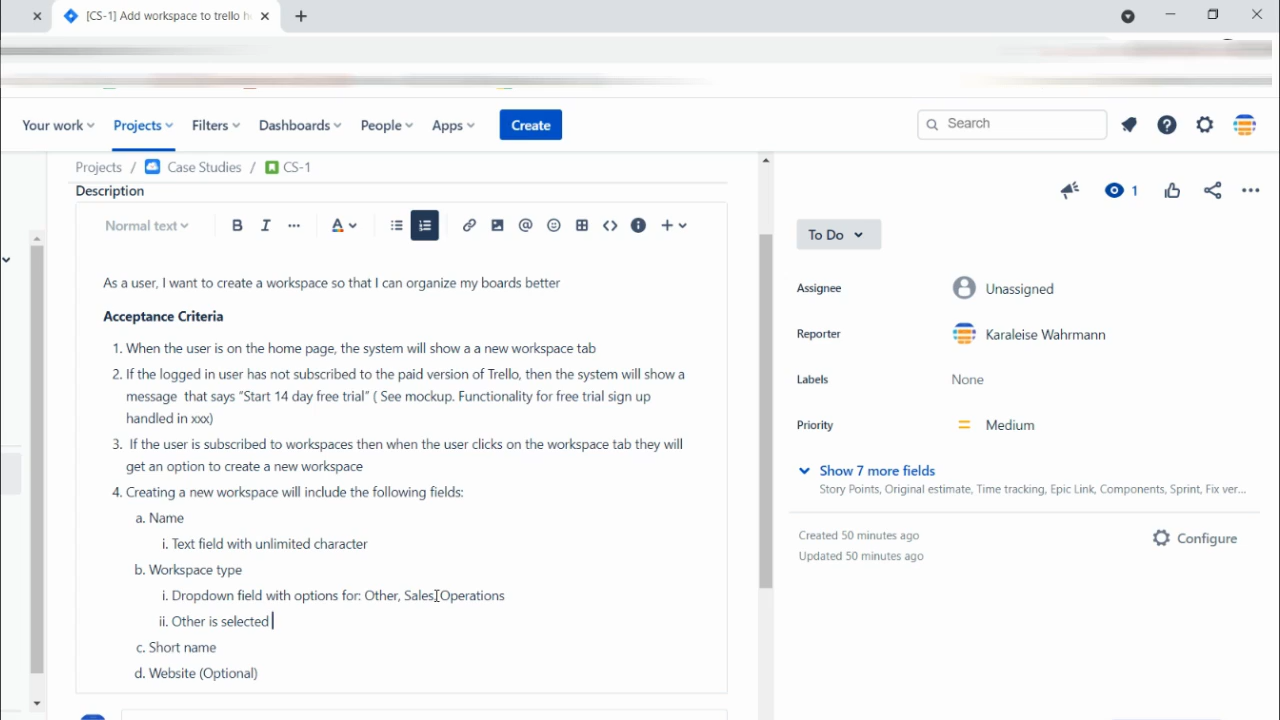 [CS-1] Add workspace to trello h
Your work Projects Filters Dashboards People Apps Create Search
Projects / Case Studies / CS-1
Description
1
Normal text B I ... A @ <> +
To Do
As a user, I want to create a workspace so that I can organize my boards better
Assignee Unassigned
Acceptance Criteria
Reporter Karaleise Wahrmann
1. When the user is on the home page, the system will show a a new workspace tab
2. If the logged in user has not subscribed to the paid version of Trello, then the system will show a
message that says “Start 14 day free trial” ( See mockup. Functionality for free trial sign up
handled in xxx)
Labels None
Priority Medium
3. If the user is subscribed to workspaces then when the user clicks on the workspace tab they will
get an option to create a new workspace
Show 7 more fields
Story Points, Original estimate, Time tracking, Epic Link, Components, Sprint, Fix ver...
4. Creating a new workspace will include the following fields:
a. Name
i. Text field with unlimited character
b. Workspace type
i. Dropdown field with options for: Other, Sales Operations
ii. Other is selected
c. Short name
d. Website (Optional)
Created 50 minutes ago
Updated 50 minutes ago
Configure